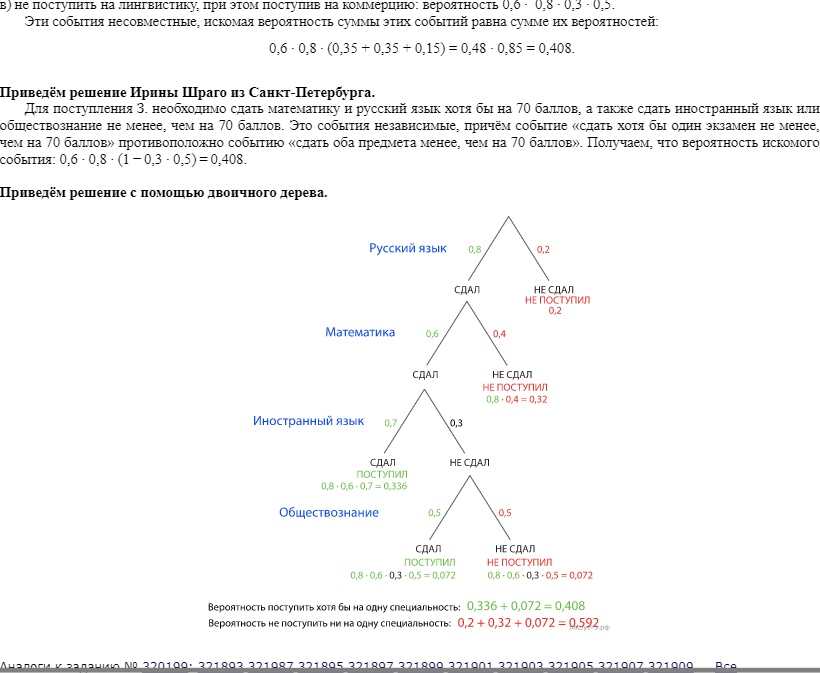 в) не поступить на лингвистику, при этом поступив на коммерцию: вероятность 0,6 · 0,8 · 0,3 · 0,5.
Эти события несовместные, искомая вероятность суммы этих событий равна сумме их вероятностей:
0,6 · 0,8 · (0,35 + 0,35 + 0,15) = 0,48 · 0,85 = 0,408.
Приведём решение Ирины Шраго из Санкт-Петербурга.
Для поступления З. необходимо сдать математику и русский язык хотя бы на 70 баллов, а также сдать иностранный язык или
обществознание не менее, чем на 70 баллов. Это события независимые, причём событие «сдать хотя бы один экзамен не менее,
чем на 70 баллов» противоположно событию «сдать оба предмета менее, чем на 70 баллов». Получаем, что вероятность искомого
события: 0,6 · 0,8 · (1 − 0,3 · 0,5) = 0,408.
Приведём решение с помощью двоичного дерева.
Русский язык 0,8 0,2
СДАЛ НЕ СДАЛ
НЕ ПОСТУПИЛ
0,2
Математика 0,6 0,4
СДАЛ НЕ СДАЛ
НЕ ПОСТУПИЛ
0,8 · 0,4 = 0,32
Иностранный язык 0,7 0,3
СДАЛ НЕ СДАЛ
ПОСТУПИЛ
0,8 · 0,6 · 0,7 = 0,336
Обществознание 0,5 0,5
СДАЛ НЕ СДАЛ
ПОСТУПИЛ НЕ ПОСТУПИЛ
0,8 · 0,6 · 0,3 · 0,5 = 0,072 0,8 · 0,6 · 0,3 · 0,5 = 0,072
Вероятность поступить хотя бы на одну специальность: 0,336 + 0,072 = 0,408
Вероятность не поступить ни на одну специальность: 0,2 + 0,32 + 0,072 = 0,592
Аналоги к заданию № 320199: 321893 321987 321895 321897 321899 321901 321903 321905 321907 321909 ... Все